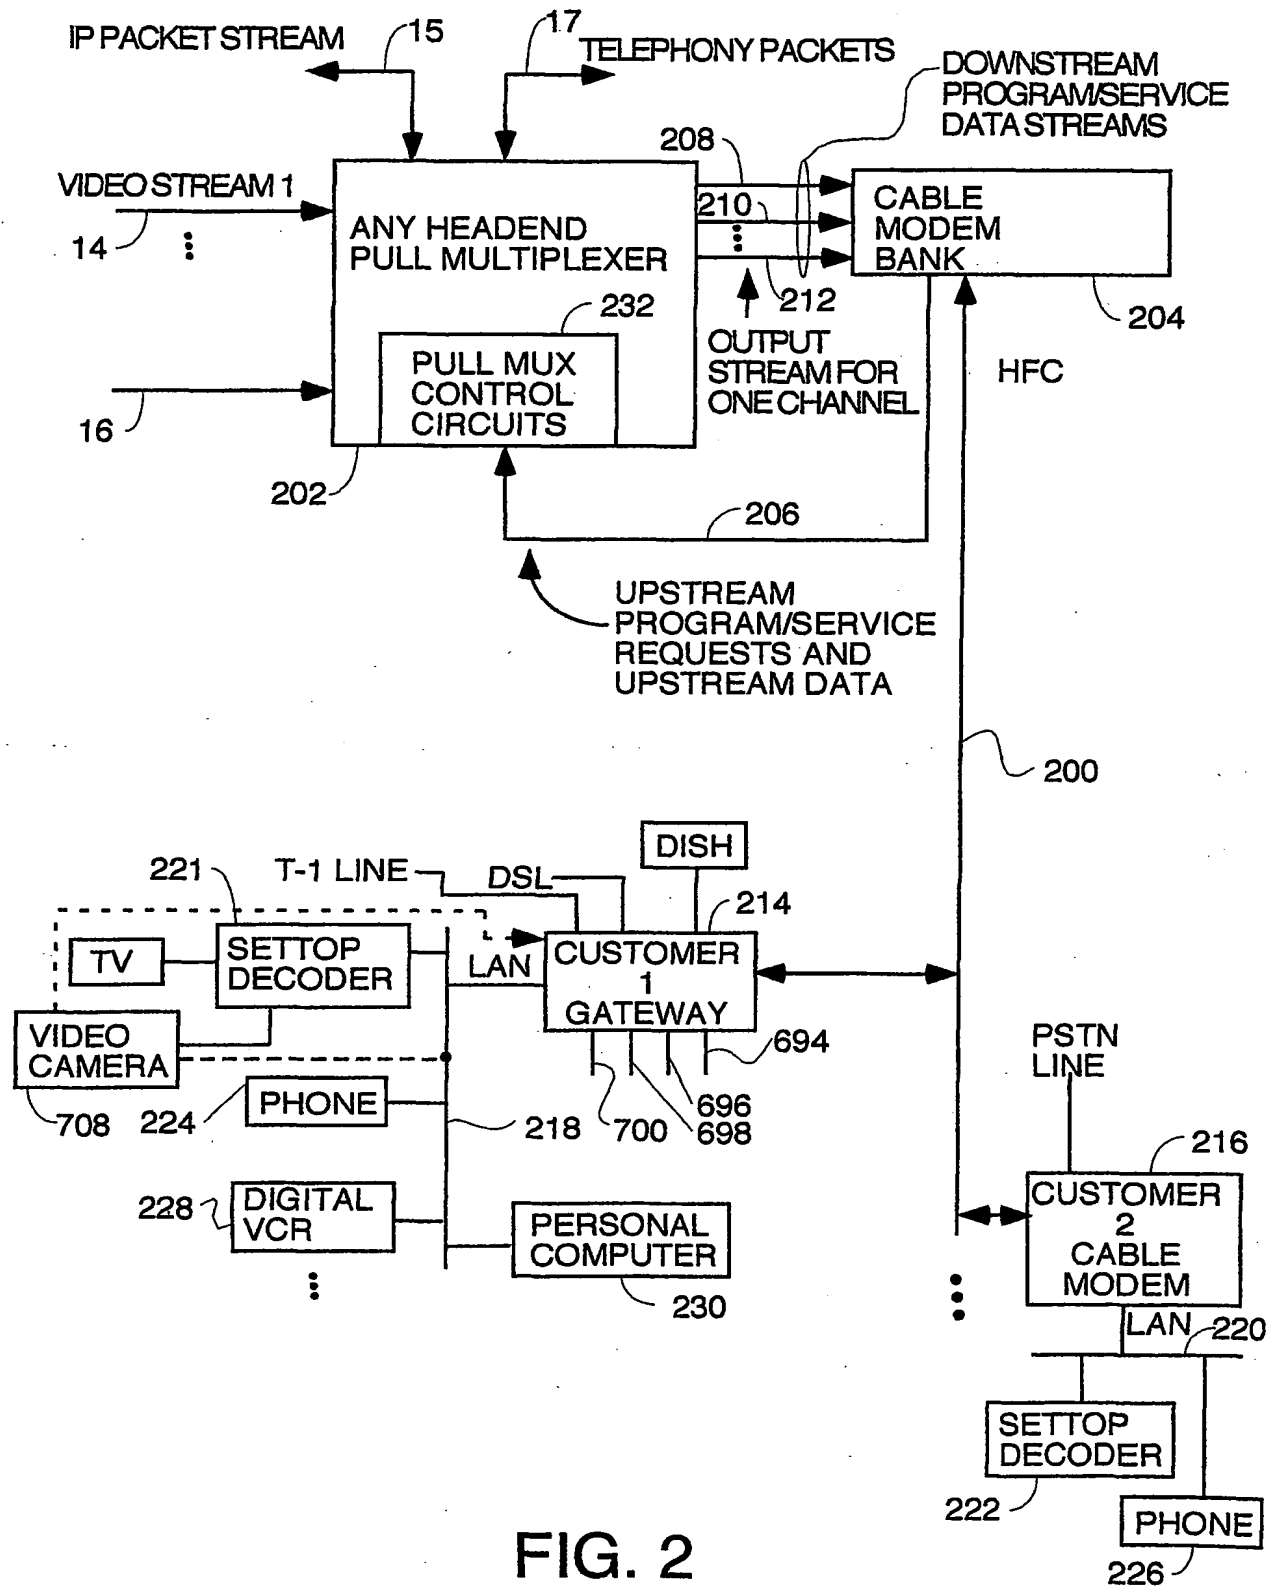 IP PACKET STREAM
15
17
TELEPHONY PACKETS
DOWNSTREAM
PROGRAM/SERVICE
DATA STREAMS
208
VIDEO STREAM 1
14
210
ANY HEADEND
PULL MULTIPLEXER
CABLE
MODEM
BANK
212
204
232
OUTPUT
STREAM FOR
ONE CHANNEL
HFC
PULL MUX
CONTROL
CIRCUITS
16
202
206
UPSTREAM
PROGRAM/SERVICE
REQUESTS AND
UPSTREAM DATA
200
DISH
221
T-1 LINE
DSL
214
TV
SETTOP
DECODER
LAN
CUSTOMER
1
GATEWAY
VIDEO
CAMERA
694
PSTN
LINE
708
224
PHONE
218
700
696
698
216
228
DIGITAL
VCR
PERSONAL
COMPUTER
230
CUSTOMER
2
CABLE
MODEM
LAN
220
SETTOP
DECODER
222
PHONE
226
FIG. 2